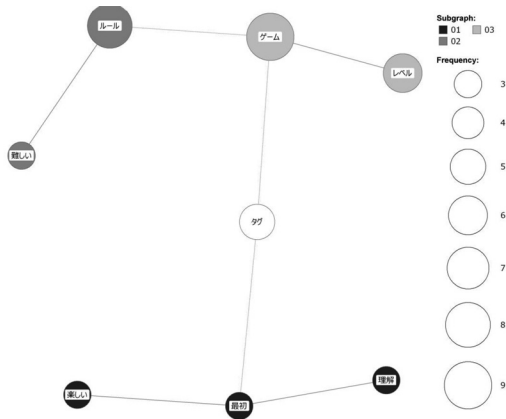 ルール
ゲーム
レベル
難しい
タグ
楽しい
最初
理解
Subgraph:
01
03
02
Frequency:
3
4
5
6
7
8
9